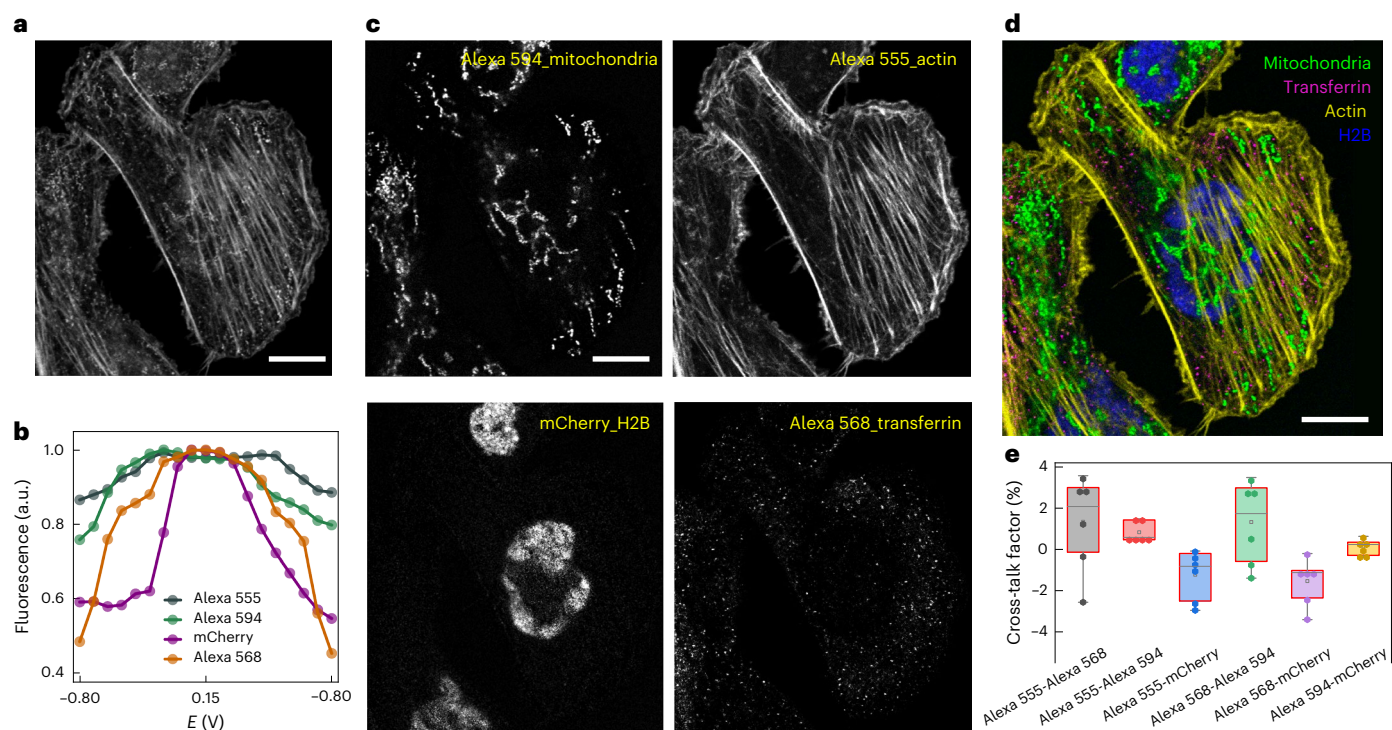 a
c
d
Alexa 594_mitochondria
Alexa 555_actin
Mitochondria
Transferrin
Actin
H2B
b
Fluorescence (a.u.)
1.0
0.8
0.6
0.4
Alexa 555
Alexa 594
mCherry
Alexa 568
−0.80
0.15
−0.80
E (V)
mCherry_H2B
Alexa 568_transferrin
e
Cross-talk factor (%)
4
2
0
−2
−4
Alexa 555-Alexa 568
Alexa 555-Alexa 594
Alexa 555-mCherry
Alexa 568-Alexa 594
Alexa 568-mCherry
Alexa 594-mCherry